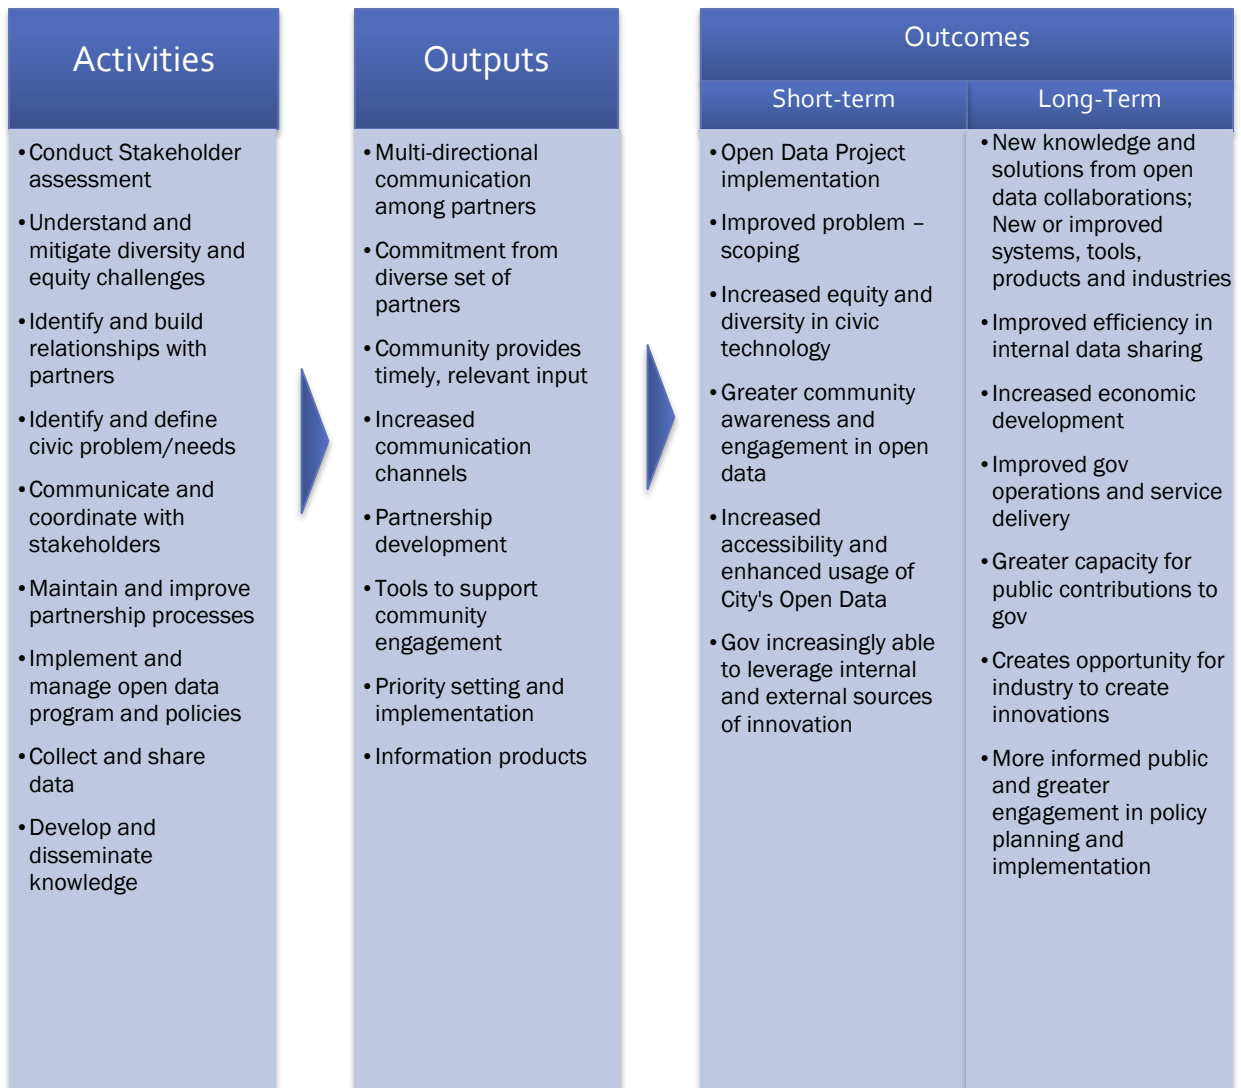 Activities
•Conduct Stakeholder
assessment
•Understand and
mitigate diversity and
equity challenges
•Identify and build
relationships with
partners
•Identify and define
civic problem/needs
•Communicate and
coordinate with
stakeholders
•Maintain and improve
partnership processes
•Implement and
manage open data
program and policies
•Collect and share
data
•Develop and
disseminate
knowledge
Outputs
•Multi-directional
communication
among partners
•Commitment from
diverse set of
partners
•Community provides
timely, relevant input
•Increased
communication
channels
•Partnership
development
•Tools to support
community
engagement
•Priority setting and
implementation
•Information products
Outcomes
Short-term
•Open Data Project
implementation
•Improved problem –
scoping
•Increased equity and
diversity in civic
technology
•Greater community
awareness and
engagement in open
data
•Increased
accessibility and
enhanced usage of
City's Open Data
•Gov increasingly able
to leverage internal
and external sources
of innovation
Long-Term
•New knowledge and
solutions from open
data collaborations;
New or improved
systems, tools,
products and industries
•Improved efficiency in
internal data sharing
•Increased economic
development
•Improved gov
operations and service
delivery
•Greater capacity for
public contributions to
gov
•Creates opportunity for
industry to create
innovations
•More informed public
and greater
engagement in policy
planning and
implementation